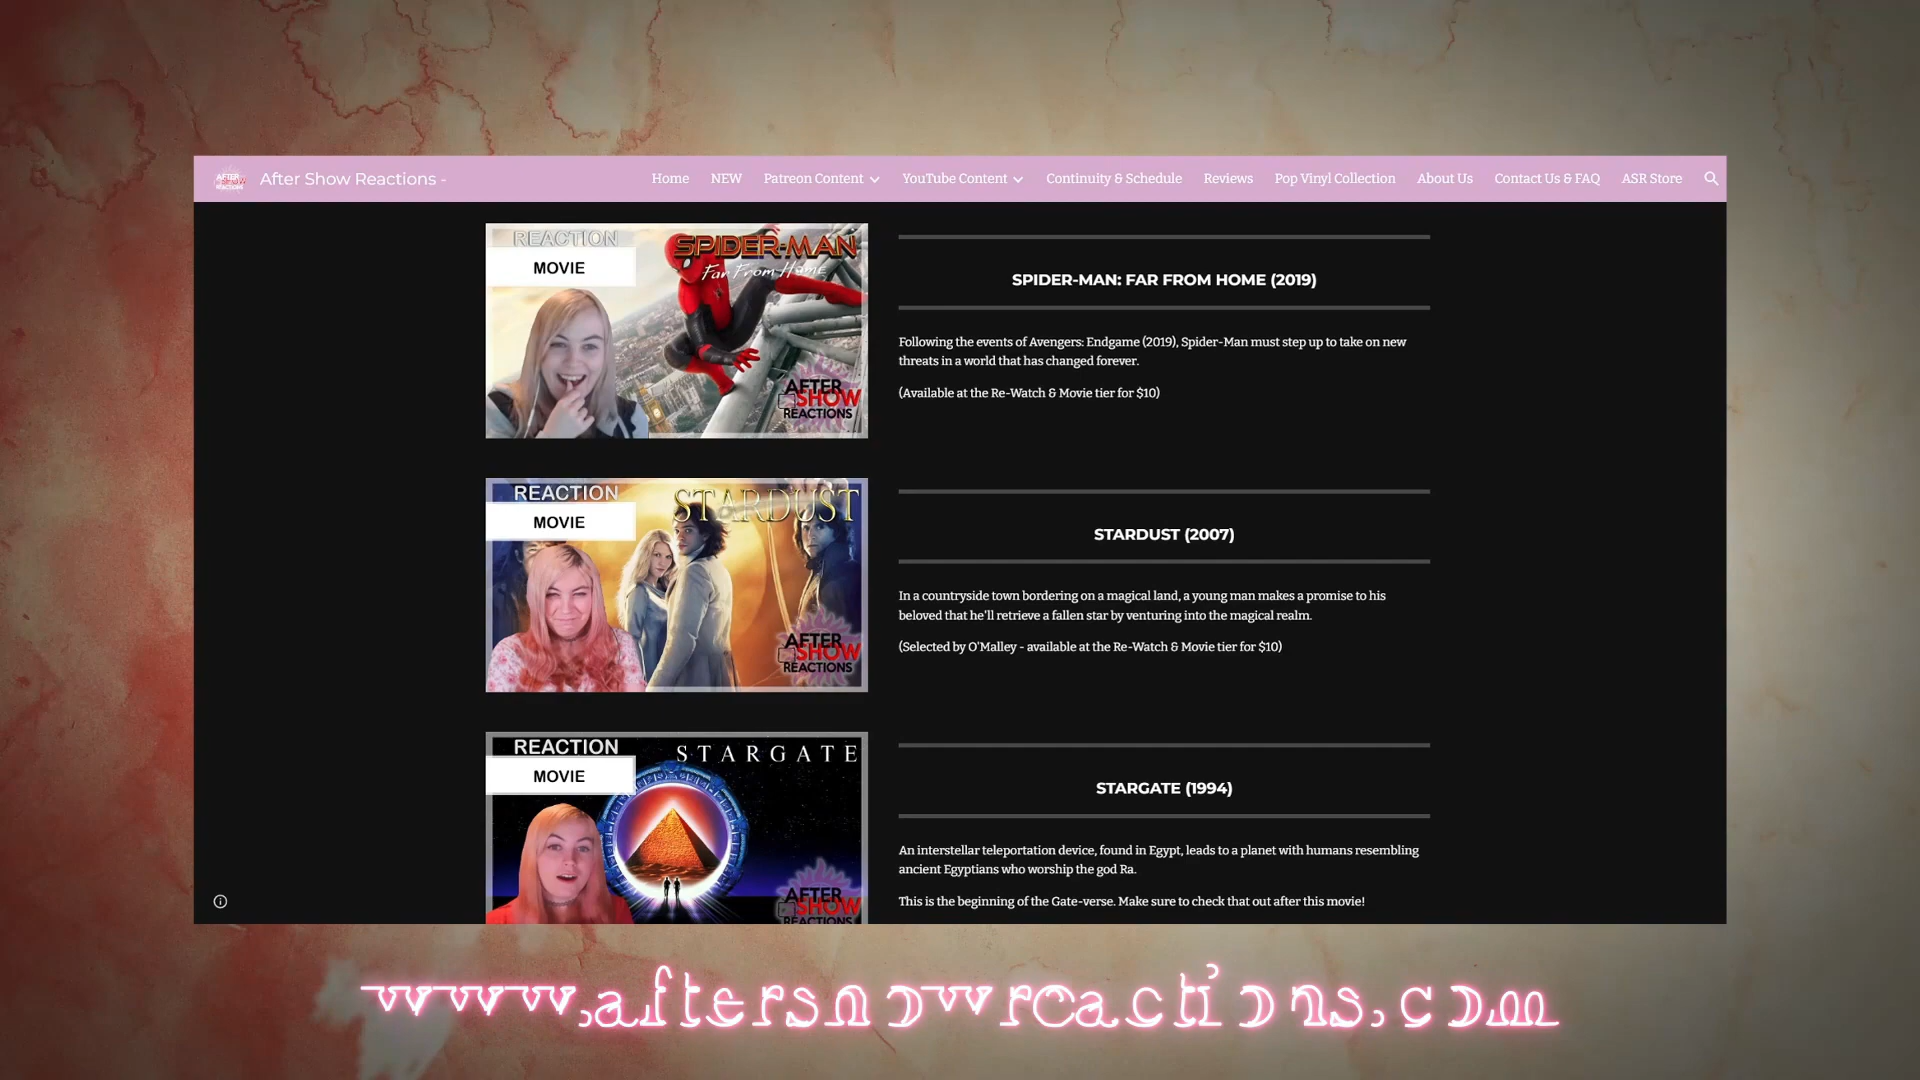 AFTER SHOW REACTIONS
After Show Reactions -
Home
NEW
Patreon Content
YouTube Content
Continuity & Schedule
Reviews
Pop Vinyl Collection
About Us
Contact Us & FAQ
ASR Store
REACTION
MOVIE
SPIDER-MAN
Far From Home
AFTER
SHOW
REACTIONS
SPIDER-MAN: FAR FROM HOME (2019)
Following the events of Avengers: Endgame (2019), Spider-Man must step up to take on new
threats in a world that has changed forever.
(Available at the Re-Watch & Movie tier for $10)
REACTION
MOVIE
STARDUST
AFTER
SHOW
REACTIONS
STARDUST (2007)
In a countryside town bordering on a magical land, a young man makes a promise to his
beloved that he'll retrieve a fallen star by venturing into the magical realm.
(Selected by O'Malley - available at the Re-Watch & Movie tier for $10)
REACTION
MOVIE
STARGATE
AFTER
SHOW
REACTIONS
STARGATE (1994)
An interstellar teleportation device, found in Egypt, leads to a planet with humans resembling
ancient Egyptians who worship the god Ra.
This is the beginning of the Gate-verse. Make sure to check that out after this movie!
www.aftershowreactions.com